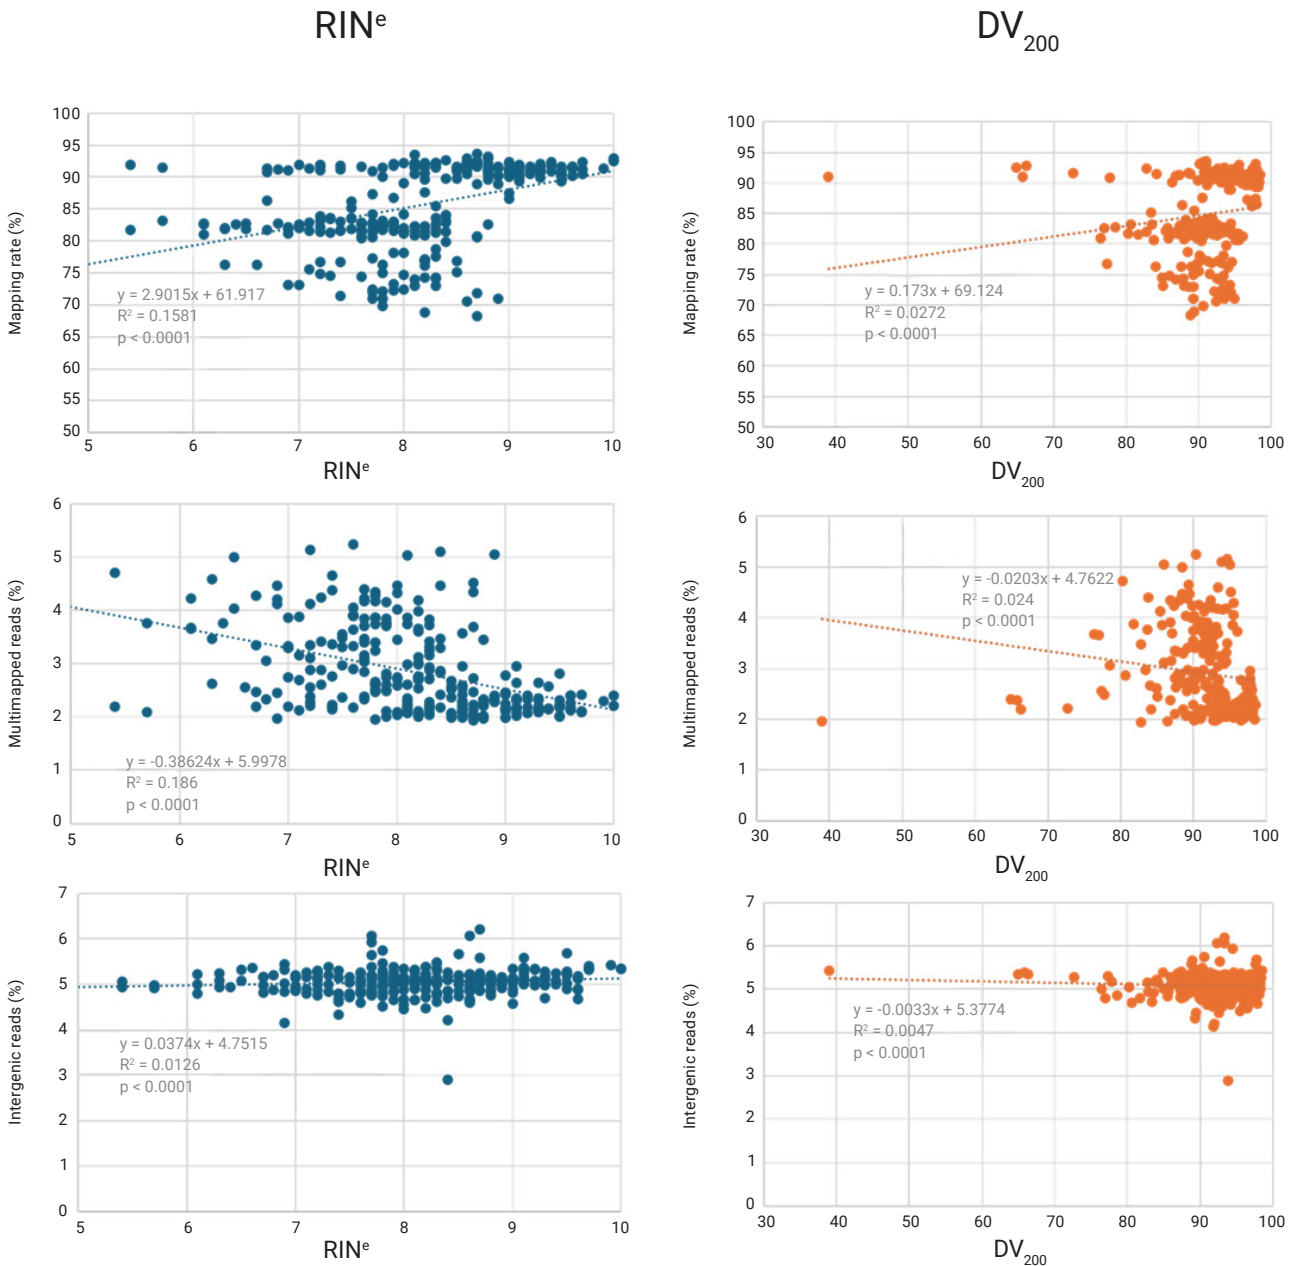 RINᵉ
DV₂₀₀
100
95
90
85
80
75
70
65
60
55
50
Mapping rate (%)
y = 2.9015x + 61.917
R² = 0.1581
p < 0.0001
5
6
7
8
9
10
RINᵉ
100
95
90
85
80
75
70
65
60
55
50
Mapping rate (%)
y = 0.173x + 69.124
R² = 0.0272
p < 0.0001
30
40
50
60
70
80
90
100
DV₂₀₀
6
5
4
3
2
1
0
Multimapped reads (%)
y = -0.38624x + 5.9978
R² = 0.186
p < 0.0001
5
6
7
8
9
10
RINᵉ
6
5
4
3
2
1
0
Multimapped reads (%)
y = -0.0203x + 4.7622
R² = 0.024
p < 0.0001
30
40
50
60
70
80
90
100
DV₂₀₀
7
6
5
4
3
2
1
0
Intergenic reads (%)
y = 0.0374x + 4.7515
R² = 0.0126
p < 0.0001
5
6
7
8
9
10
RINᵉ
7
6
5
4
3
2
1
0
Intergenic reads (%)
y = -0.0033x + 5.3774
R² = 0.0047
p < 0.0001
30
40
50
60
70
80
90
100
DV₂₀₀